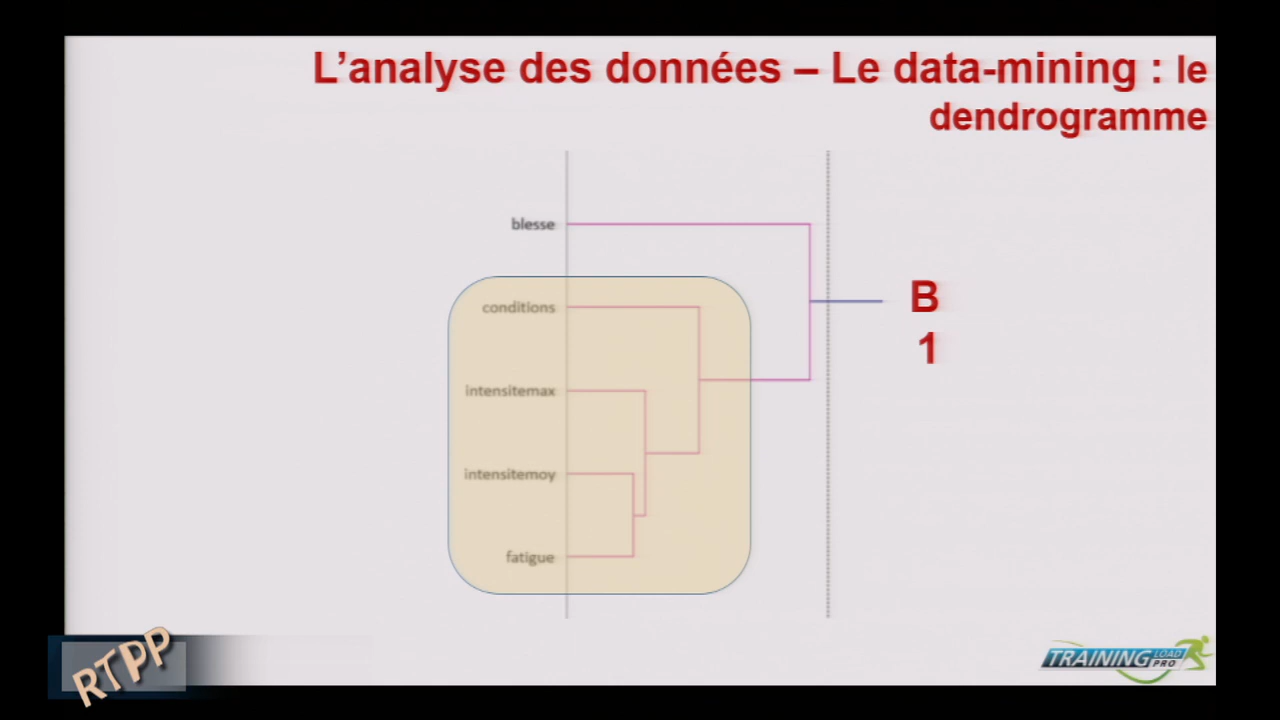 L'analyse des données – Le data-mining : le
dendrogramme
blesse
conditions
intensitemax
intensitemoy
fatigue
B
1
RTPP
TRAINING LOAD PRO